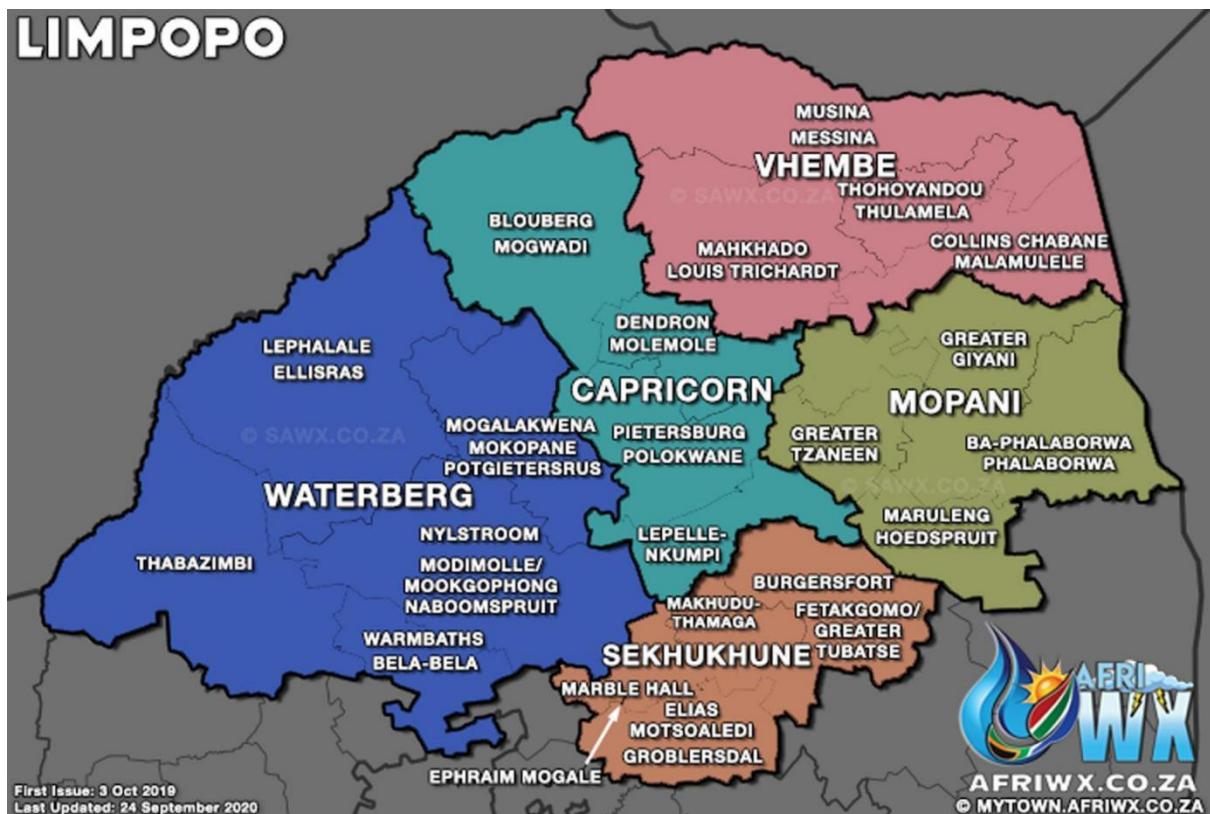 LIMPOPO
MUSINA
MESSINA
VHEMBE
© SAWX.CO.ZA
THOHOYANDOU
THULAMELA
MAHKHADO
LOUIS TRICHARDT
COLLINS CHABANE
MALAMULELE
BLOUBERG
MOGWADI
DENDRON
MOLEMOLE
CAPRICORN
PIETERSBURG
POLOKWANE
LEPELLE-
NKUMPI
GREATER
GIYANI
MOPANI
GREATER
TZANEEN
BA-PHALABORWA
PHALABORWA
© SAWX.CO.ZA
MARULENG
HOEDSPRUIT
LEPHALALE
ELLISRAS
© SAWX.CO.ZA
MOGALAKWENA
MOKOPANE
POTGIETERSRUS
WATERBERG
THABAZIMBI
NYLSTROOM
MODIMOLLE/
MOOKGOPHONG
NABOOMSPRUIT
WARMBATHS
BELA-BELA
BURGERSFORT
MAKHUDU-
THAMAGA
FETAKGOMO/
GREATER
TUBATSE
SEKHUKHUNE
MARBLE HALL
ELIAS
MOTSOALEDI
GROBLERSDAL
EPHRAIM MOGALE
AFRI
WX
AFRIWX.CO.ZA
© MYTOWN.AFRIWX.CO.ZA
First Issue: 3 Oct 2019
Last Updated: 24 September 2020